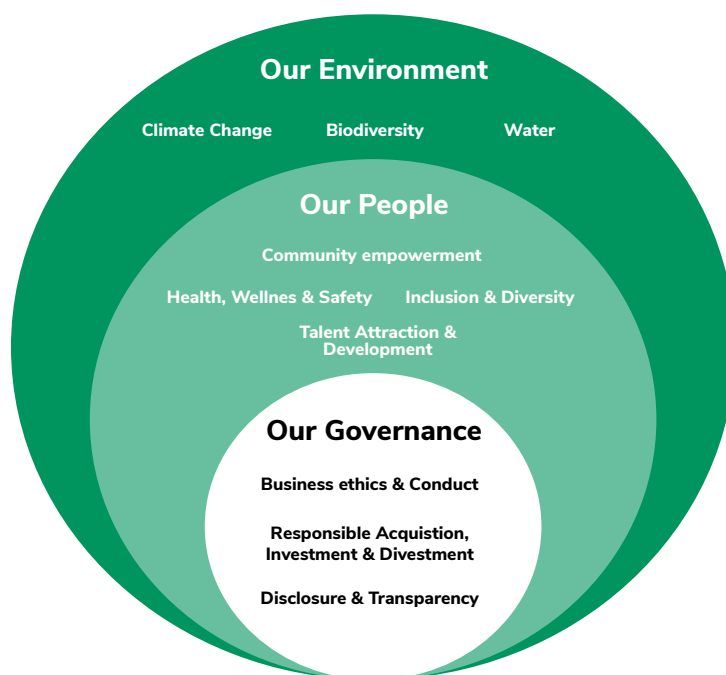 Our Environment
Climate Change Biodiversity Water
Our People
Community empowerment
Health, Wellnes & Safety Inclusion & Diversity
Talent Attraction &
Development
Our Governance
Business ethics & Conduct
Responsible Acquistion,
Investment & Divestment
Disclosure & Transparency